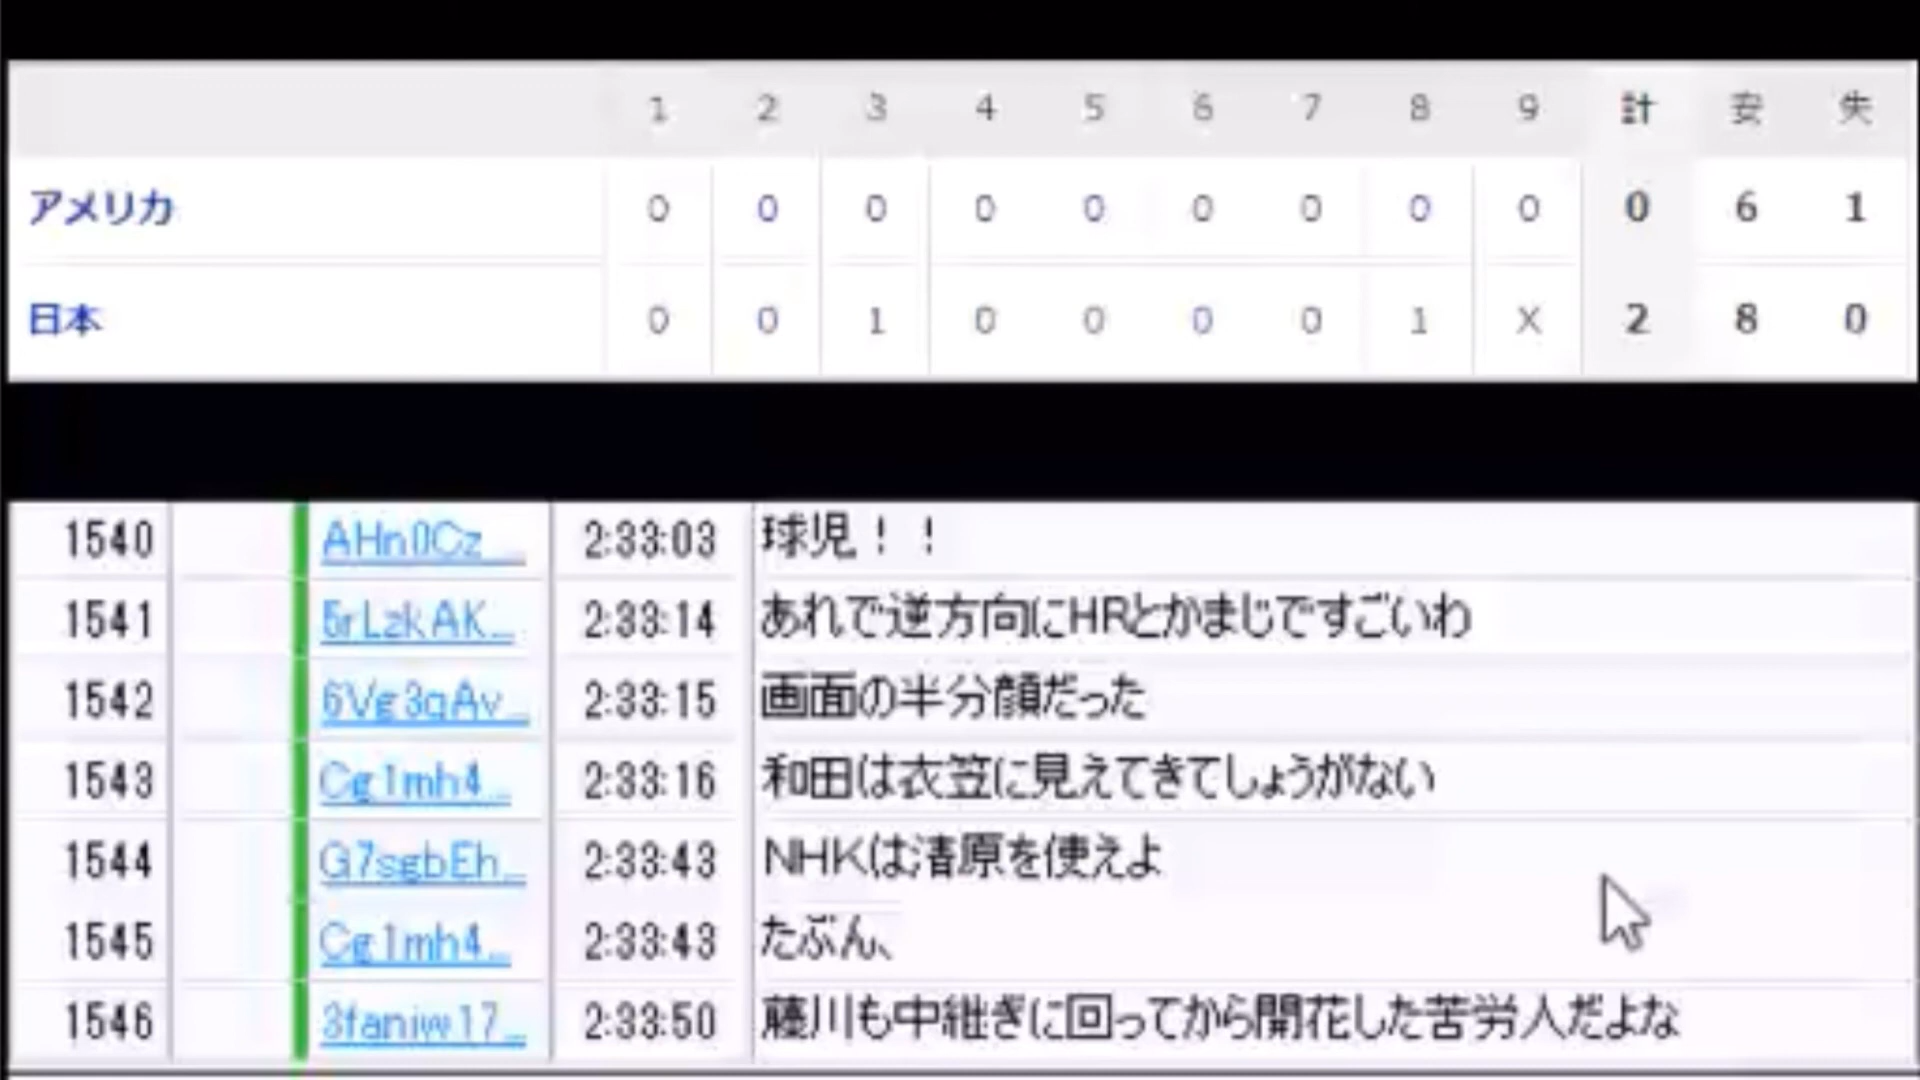 1 2 3 4 5 6 7 8 9 計 安 失
アメリカ 0 0 0 0 0 0 0 0 0 0 6 1
日本 0 0 1 0 0 0 0 1 X 2 8 0
1540 AHn0Cz_... 2:33:03 球児！！
1541 5rLzkAK... 2:33:14 あれで逆方向にHRとかまじですごいわ
1542 6Vg3qAv... 2:33:15 画面の半分顔だった
1543 Cg1mh4... 2:33:16 和田は衣笠に見えてきてしょうがない
1544 G7sgbEh... 2:33:43 NHKは清原を使えよ
1545 Cg1mh4... 2:33:43 たぶん、
1546 3faniw17... 2:33:50 藤川も中継ぎに回ってから開花した苦労人だよな